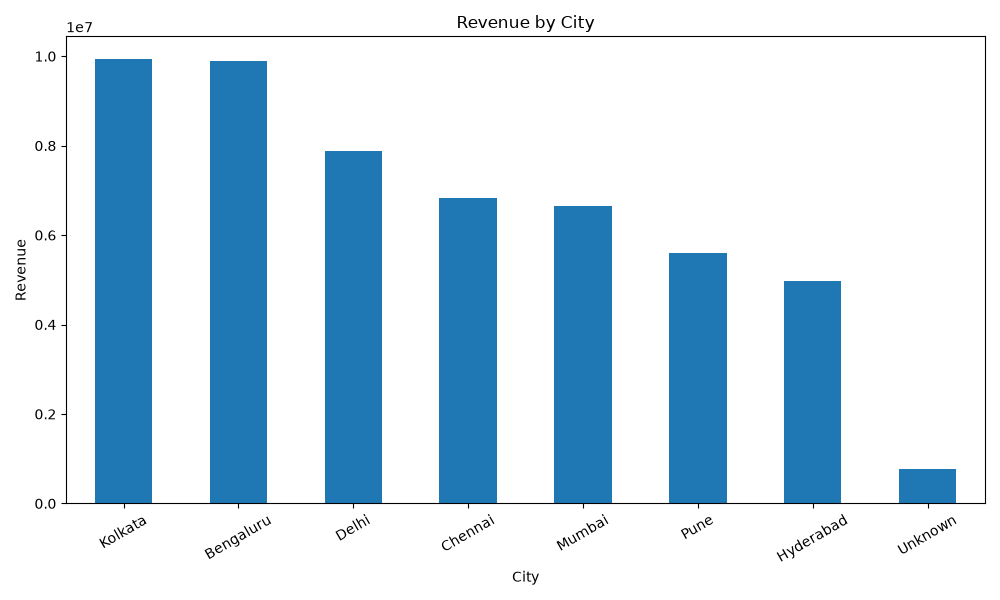 Revenue by City
1e7
1.0
0.8
0.6
0.4
0.2
0.0
Revenue
Kolkata
Bengaluru
Delhi
Chennai
Mumbai
Pune
Hyderabad
Unknown
City